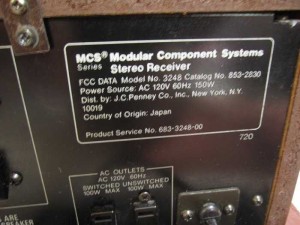 MCS® Modular Component Systems
Series Stereo Receiver
FCC DATA Model No. 3248 Catalog No. 853-2830
Power Source: AC 120V 60Hz 150W
Dist. by: J.C.Penney Co., Inc., New York, N.Y.
10019
Country of Origin: Japan
Product Service No. 683-3248-00
720
AC OUTLETS
AC 120V 60Hz
SWITCHED UNSWITCHED
100W MAX 100W MAX
S ARE
BREAKER